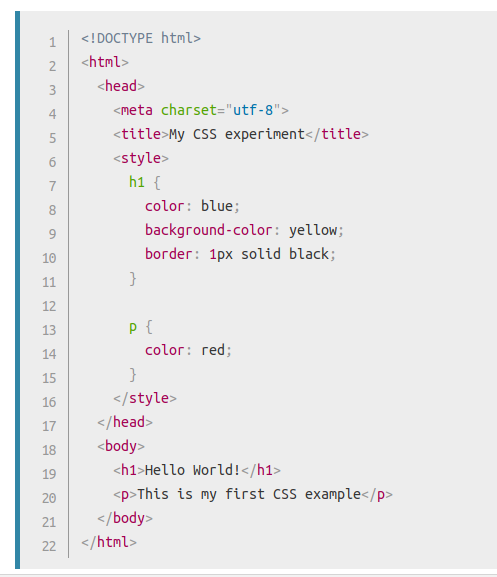 1 <!DOCTYPE html>
2 <html>
3   <head>
4     <meta charset="utf-8">
5     <title>My CSS experiment</title>
6     <style>
7       h1 {
8         color: blue;
9         background-color: yellow;
10         border: 1px solid black;
11       }
12
13       p {
14         color: red;
15       }
16     </style>
17   </head>
18   <body>
19     <h1>Hello World!</h1>
20     <p>This is my first CSS example</p>
21   </body>
22 </html>